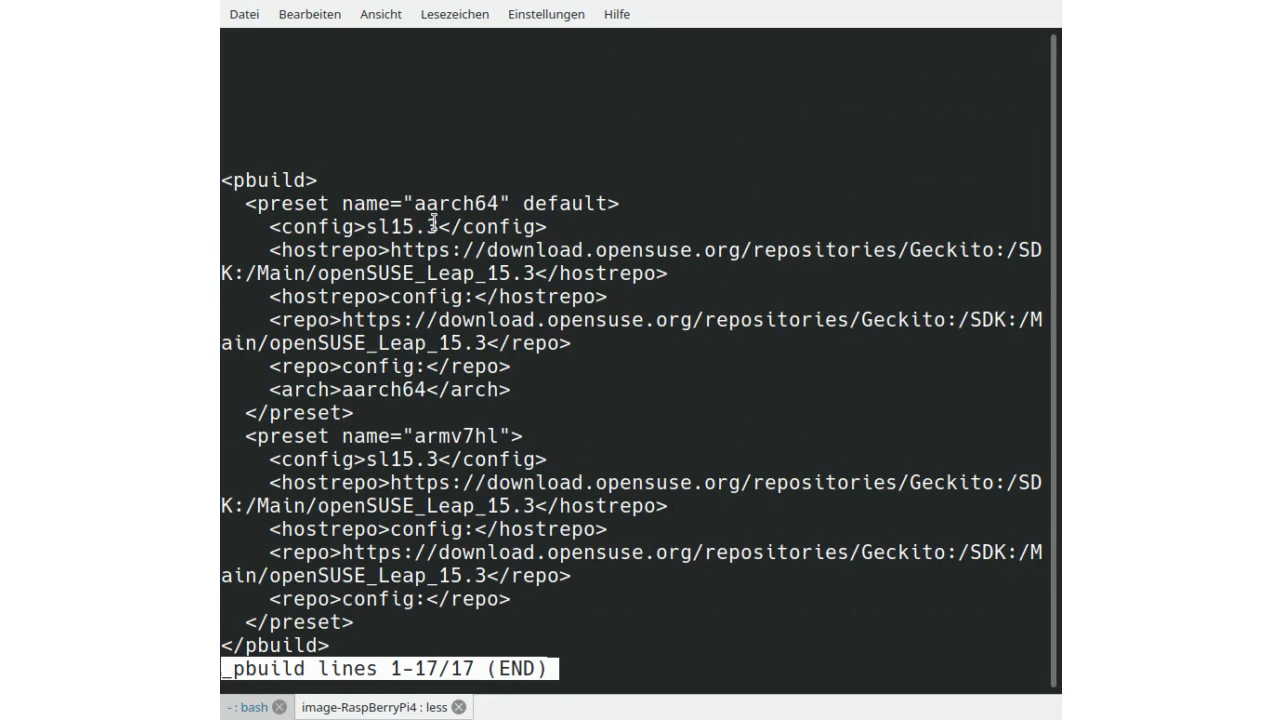 Datei Bearbeiten Ansicht Lesezeichen Einstellungen Hilfe
<pbuild>
  <preset name="aarch64" default>
    <config>sl15.3</config>
    <hostrepo>https://download.opensuse.org/repositories/Geckito:/SD
K:/Main/openSUSE_Leap_15.3</hostrepo>
    <hostrepo>config:</hostrepo>
    <repo>https://download.opensuse.org/repositories/Geckito:/SDK:/M
ain/openSUSE_Leap_15.3</repo>
    <repo>config:</repo>
    <arch>aarch64</arch>
  </preset>
  <preset name="armv7hl">
    <config>sl15.3</config>
    <hostrepo>https://download.opensuse.org/repositories/Geckito:/SD
K:/Main/openSUSE_Leap_15.3</hostrepo>
    <hostrepo>config:</hostrepo>
    <repo>https://download.opensuse.org/repositories/Geckito:/SDK:/M
ain/openSUSE_Leap_15.3</repo>
    <repo>config:</repo>
  </preset>
</pbuild>
_pbuild lines 1-17/17 (END)
- : bash image-RaspBerryPi4 : less